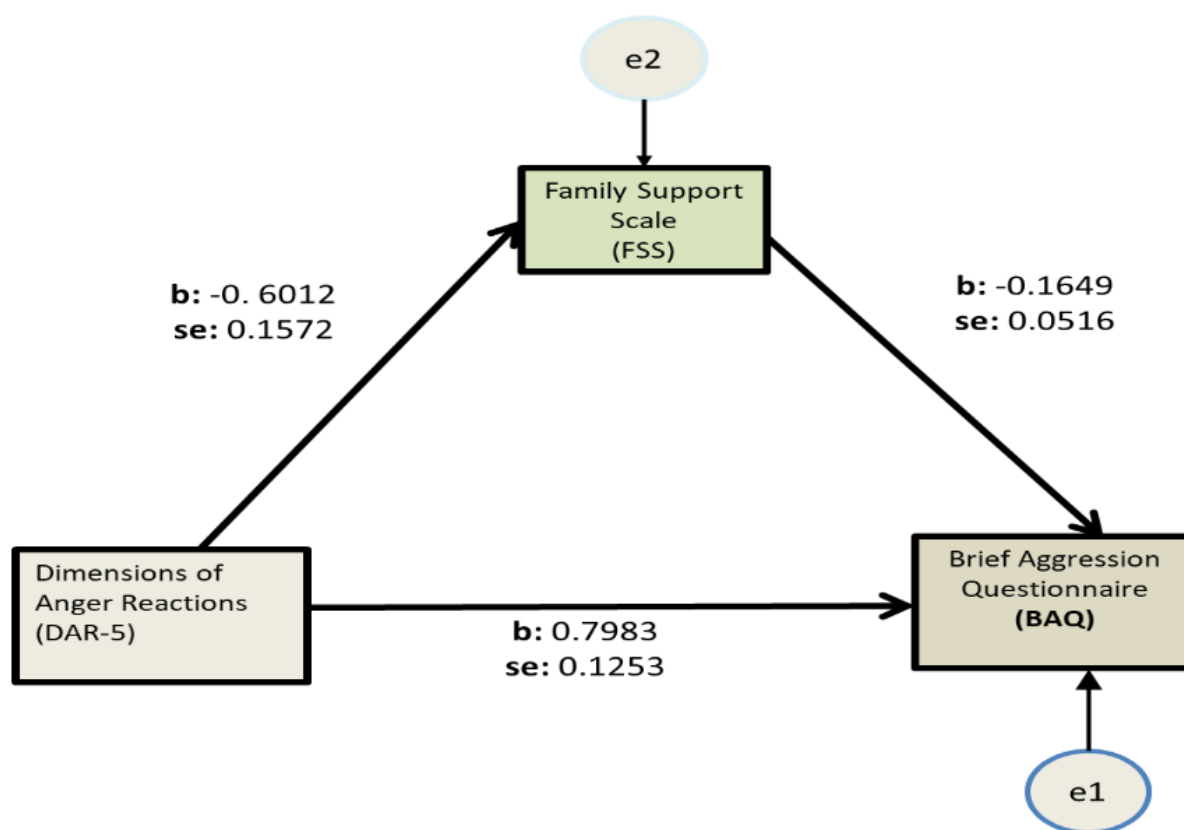 e2
Family Support
Scale
(FSS)
b: -0. 6012
se: 0.1572
b: -0.1649
se: 0.0516
Dimensions of
Anger Reactions
(DAR-5)
b: 0.7983
se: 0.1253
Brief Aggression
Questionnaire
(BAQ)
e1